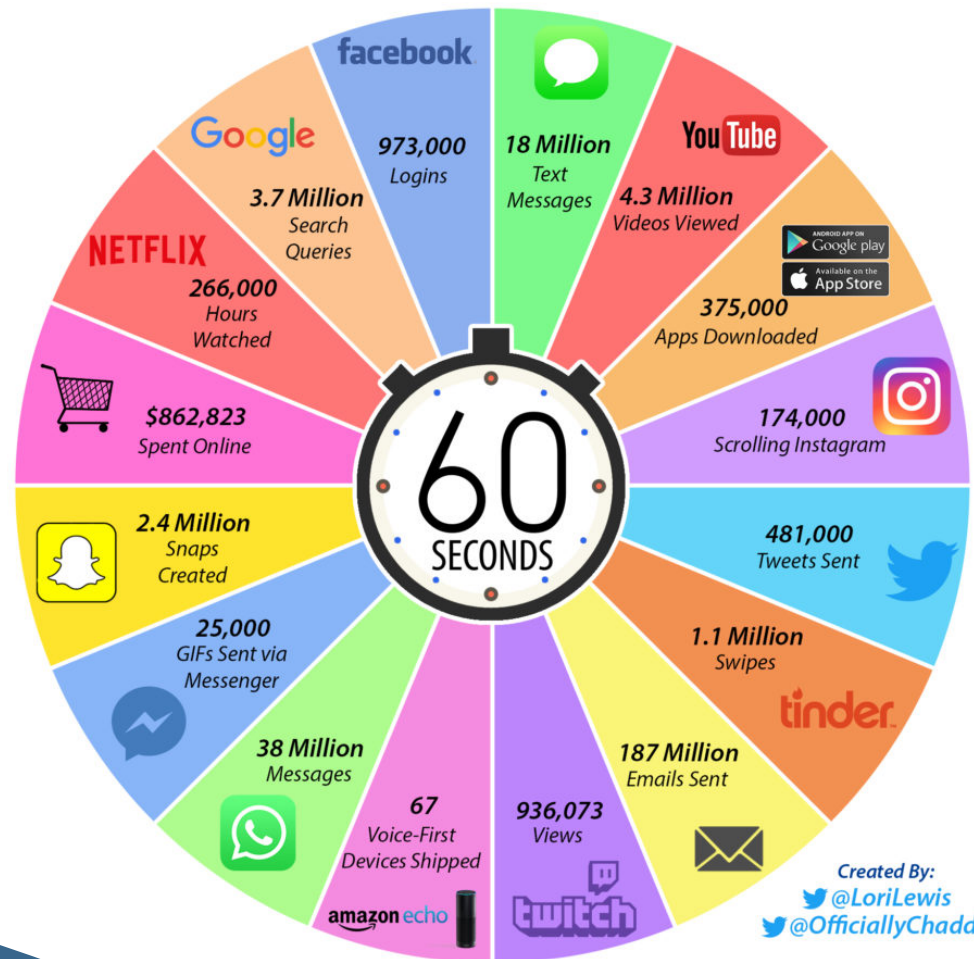 facebook
973,000
Logins
18 Million
Text
Messages
YouTube
4.3 Million
Videos Viewed
ANDROID APP ON
Google play
Available on the
App Store
375,000
Apps Downloaded
174,000
Scrolling Instagram
481,000
Tweets Sent
1.1 Million
Swipes
tinder
187 Million
Emails Sent
936,073
Views
twitch
67
Voice-First
Devices Shipped
amazon echo
38 Million
Messages
25,000
GIFs Sent via
Messenger
2.4 Million
Snaps
Created
$862,823
Spent Online
NETFLIX
266,000
Hours
Watched
Google
3.7 Million
Search
Queries
60
SECONDS
Created By:
@LoriLewis
@OfficiallyChadd